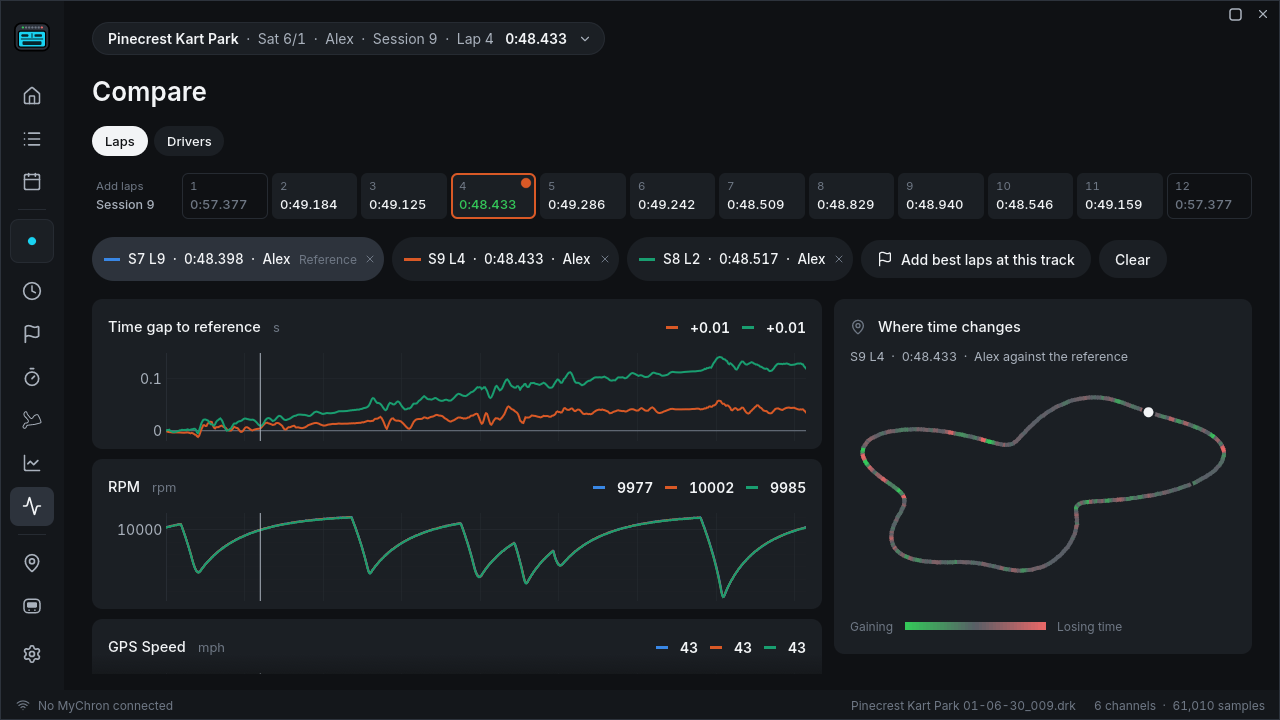 Pinecrest Kart Park · Sat 6/1 · Alex · Session 9 · Lap 4 0:48.433
Compare
Laps Drivers
Add laps
Session 9
1 2 3 4 5 6 7 8 9 10 11 12
0:57.377 0:49.184 0:49.125 0:48.433 0:49.286 0:49.242 0:48.509 0:48.829 0:48.940 0:48.546 0:49.159 0:57.377
S7 L9 · 0:48.398 · Alex Reference × S9 L4 · 0:48.433 · Alex × S8 L2 · 0:48.517 · Alex × Add best laps at this track Clear
Time gap to reference s +0.01 +0.01
0.1
0
RPM rpm 9977 10002 9985
10000
GPS Speed mph 43 43 43
Where time changes
S9 L4 · 0:48.433 · Alex against the reference
Gaining Losing time
No MyChron connected Pinecrest Kart Park 01-06-30_009.drk 6 channels · 61,010 samples